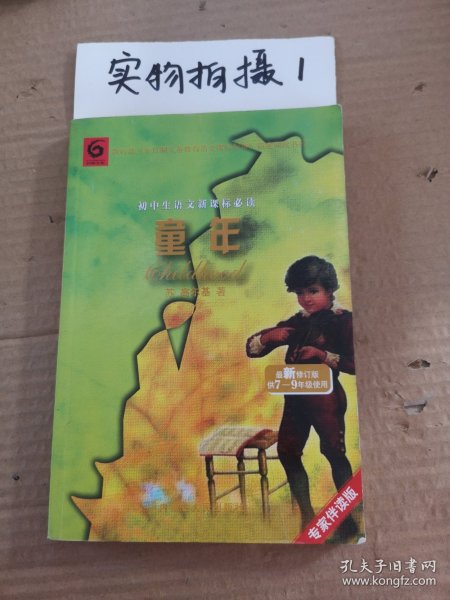 实物拍摄1
初中生语文新课标必读
童年
Childhood
苏 高尔基 著
最新修订版
供7—9年级使用
专家伴读版
孔夫子旧书网
www.kongfz.com